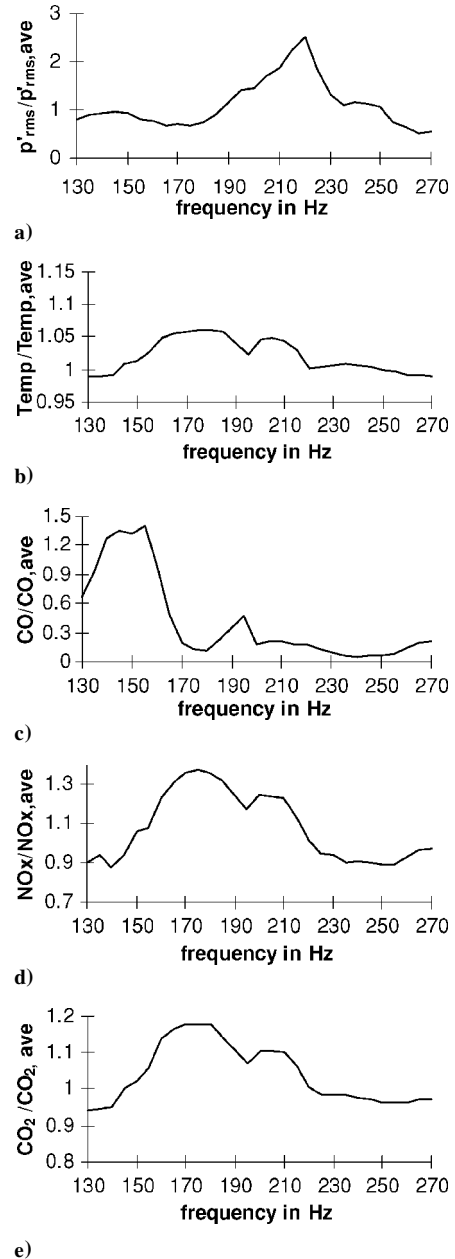 3
2
1
0
p'rms/p'rms,ave
130 150 170 190 210 230 250 270
frequency in Hz
a)
1.15
1.1
1.05
1
0.95
Temp/Temp,ave
130 150 170 190 210 230 250 270
frequency in Hz
b)
1.5
1.2
0.9
0.6
0.3
0
CO/CO,ave
130 150 170 190 210 230 250 270
frequency in Hz
c)
1.3
1.1
0.9
0.7
NOx/NOx,ave
130 150 170 190 210 230 250 270
frequency in Hz
d)
1.2
1.1
1
0.9
0.8
CO₂/CO₂, ave
130 150 170 190 210 230 250 270
frequency in Hz
e)